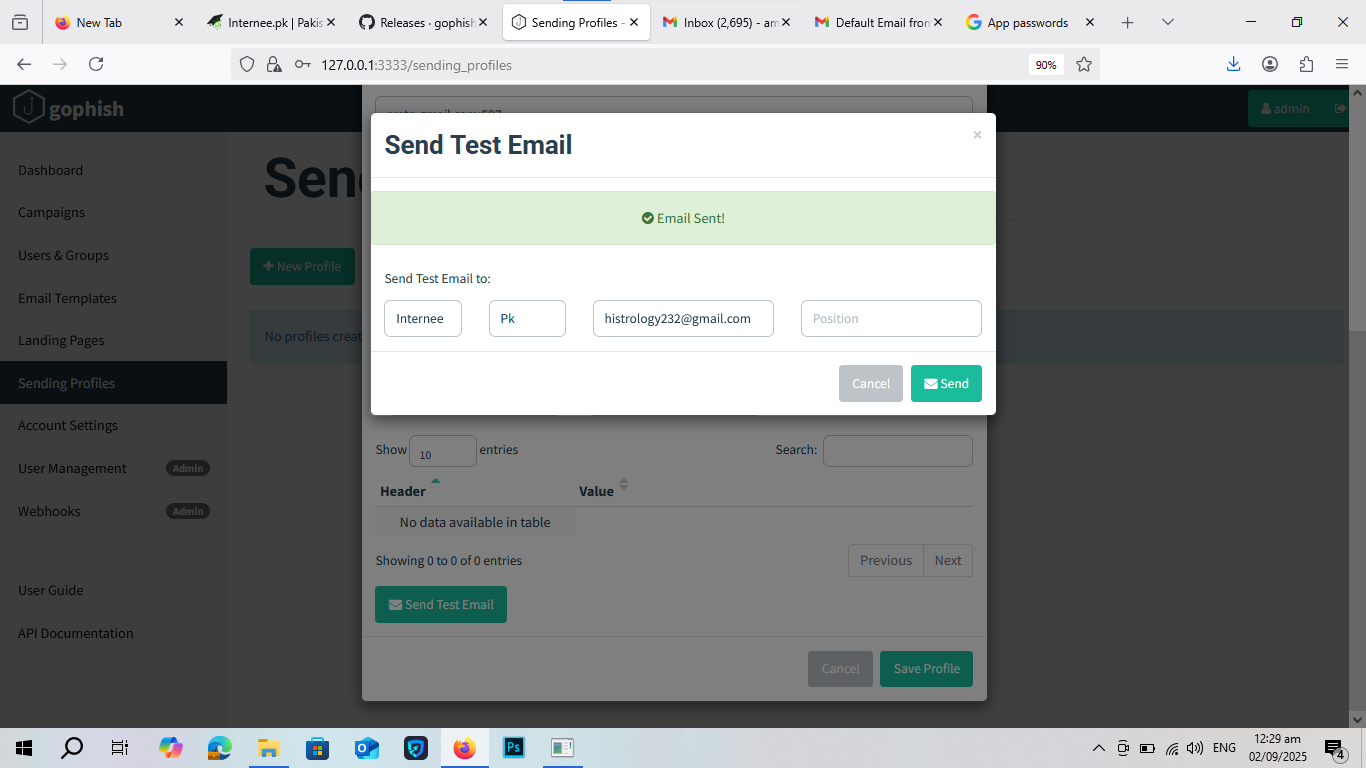 New Tab
Internee.pk | Pakis
Releases · gophish
Sending Profiles -
Inbox (2,695) - am
Default Email from
App passwords
127.0.0.1:3333/sending_profiles
90%
gophish
admin
Send Test Email
×
Email Sent!
Send Test Email to:
Internee
Pk
histrology232@gmail.com
Position
Cancel
Send
Dashboard
Campaigns
Users & Groups
Email Templates
Landing Pages
Sending Profiles
Account Settings
User Management
Admin
Webhooks
Admin
User Guide
API Documentation
New Profile
Show 10 entries
Search:
Header
Value
No data available in table
Showing 0 to 0 of 0 entries
Previous
Next
Send Test Email
Cancel
Save Profile
Ps
ENG
12:29 am
02/09/2025
4